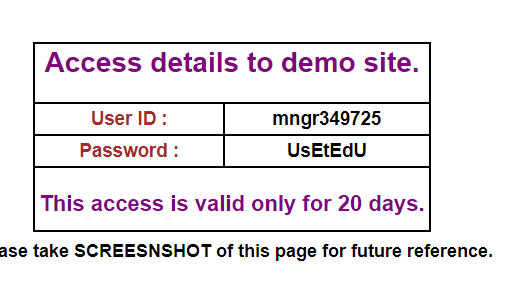 Access details to demo site.
User ID : mngr349725
Password : UsEtEdU
This access is valid only for 20 days.
take SCREESNSHOT of this page for future reference.